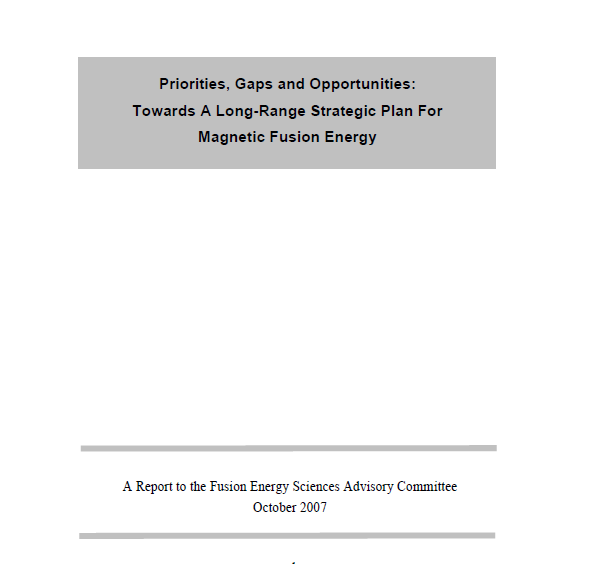 Priorities, Gaps and Opportunities:
Towards A Long-Range Strategic Plan For
Magnetic Fusion Energy
A Report to the Fusion Energy Sciences Advisory Committee
October 2007